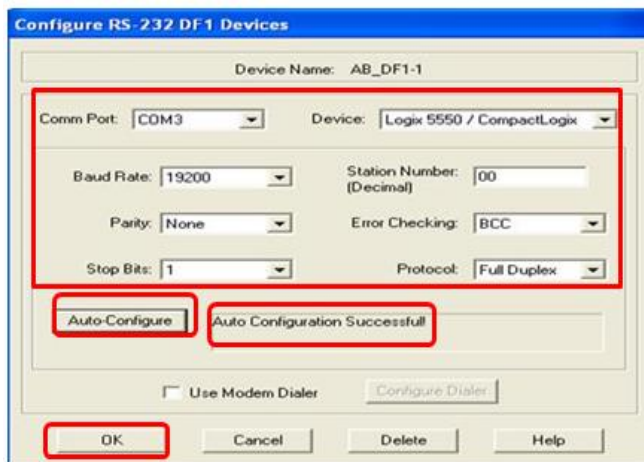 Configure RS-232 DF1 Devices
Device Name: AB_DF1-1
Comm Port: COM3 Device: Logix 5550 / CompactLogix
Baud Rate: 19200 Station Number: 00
(Decimal)
Parity: None Error Checking: BCC
Stop Bits: 1 Protocol: Full Duplex
Auto-Configure Auto Configuration Successful!
Use Modem Dialer Configure Dialer
OK Cancel Delete Help